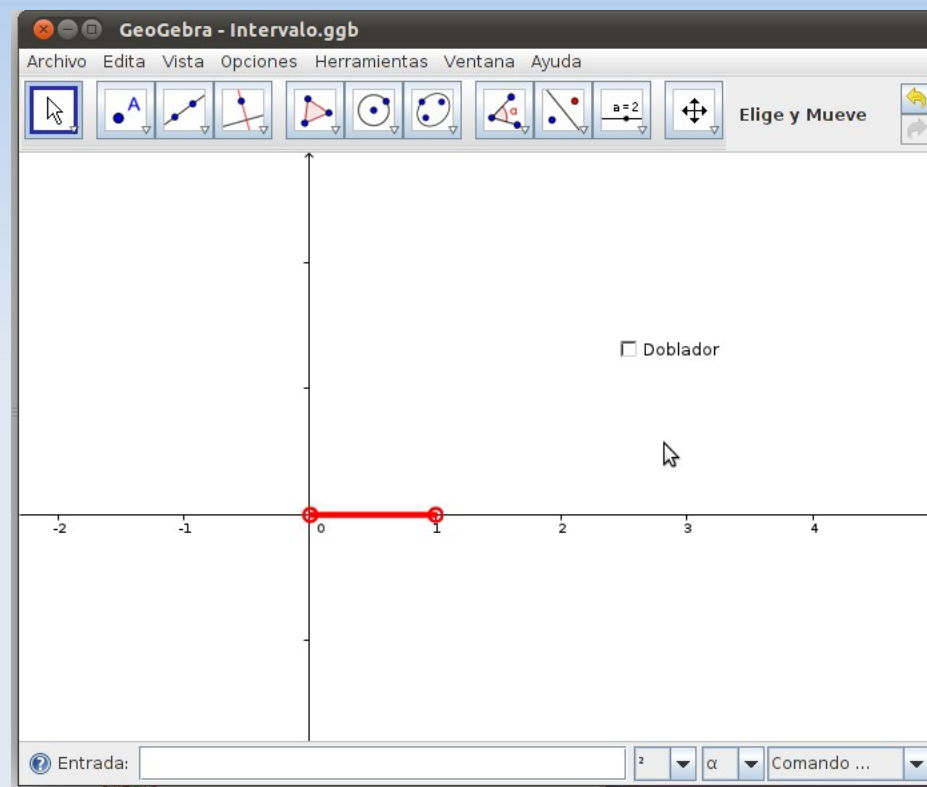 GeoGebra - Intervalo.ggb
Archivo Edita Vista Opciones Herramientas Ventana Ayuda
A α a=2 Elige y Mueve
Doblador
-2 -1 0 1 2 3 4
Entrada: ² α Comando ...